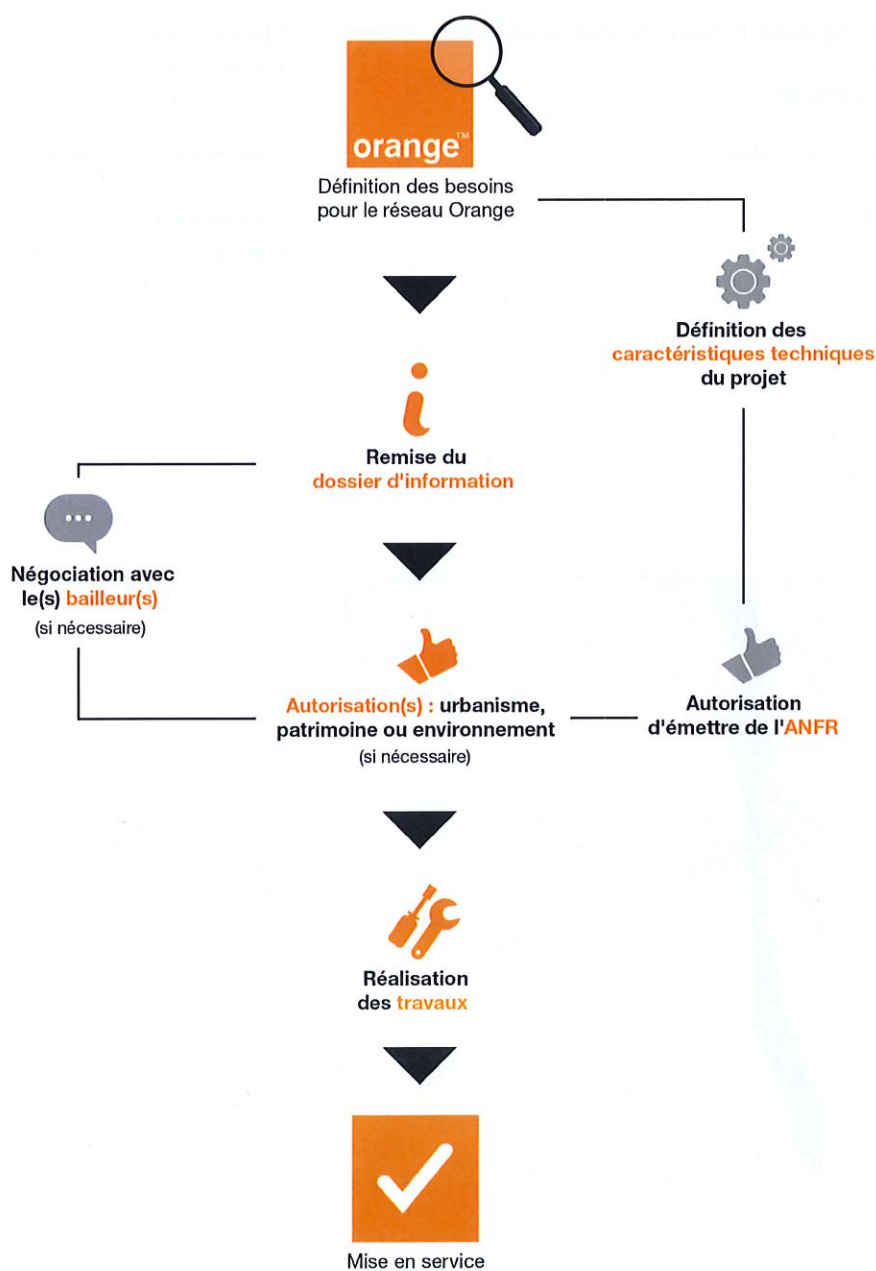 orange™
Définition des besoins
pour le réseau Orange
Définition des
caractéristiques techniques
du projet
Remise du
dossier d'information
Négociation avec
le(s) bailleur(s)
(si nécessaire)
Autorisation(s) : urbanisme,
patrimoine ou environnement
(si nécessaire)
Autorisation
d'émettre de l'ANFR
Réalisation
des travaux
Mise en service